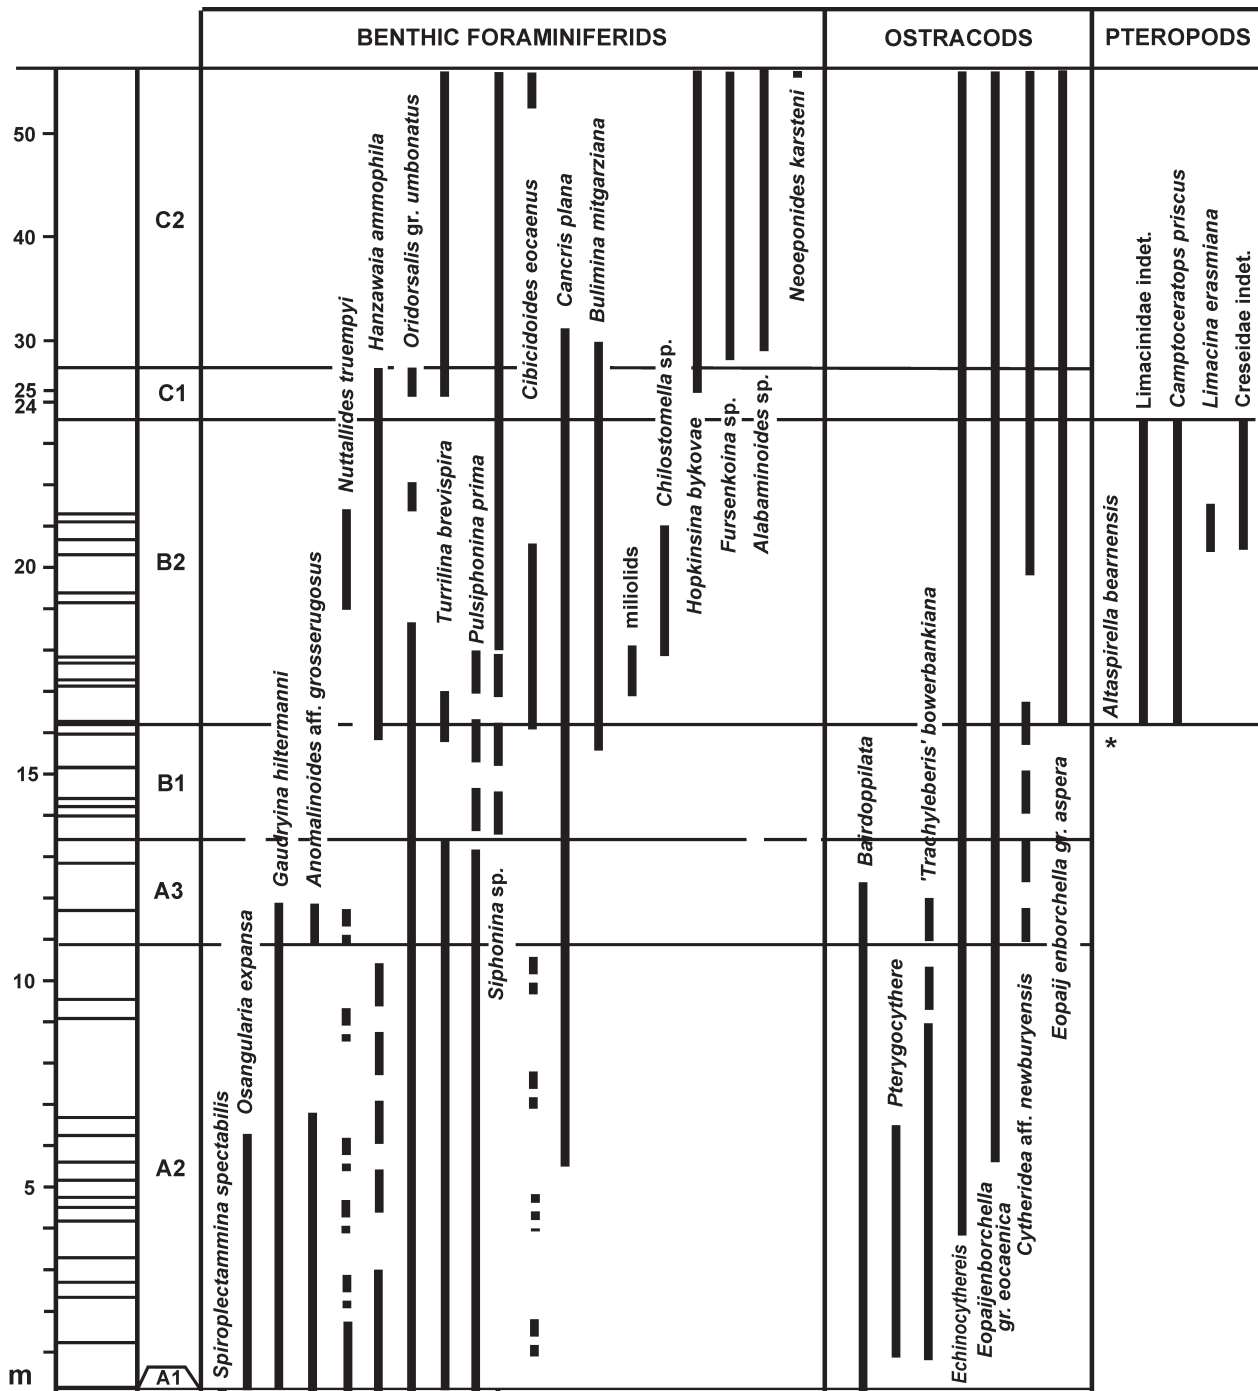 BENTHIC FORAMINIFERIDS
OSTRACODS
PTEROPODS
50
40
30
25
24
20
15
10
5
m
C2
C1
B2
B1
A3
A2
A1
Spiroplectammina spectabilis
Osangularia expansa
Gaudryina hiltermanni
Anomalinoides aff. grosserugosus
Nuttallides truempyi
Hanzawaia ammophila
Oridorsalis gr. umbonatus
Turrilina brevispira
Pulsiphonina prima
Siphonina sp.
Cibicidoides eocaenus
Cancris plana
Bulimina mitgarziana
miliolids
Chilostomella sp.
Hopkinsina bykovae
Fursenkoina sp.
Alabaminoides sp.
Neoeponides karsteni
Bairdoppilata
Pterygocythere
'Trachyleberis' bowerbankiana
Echinocythereis
Eopaijenborchella
gr. eocaenica
Cytheridea aff. newburyensis
Eopaij enborchella gr. aspera
*
Altaspirella bearnensis
Limacinidae indet.
Camptoceratops priscus
Limacina erasmiana
Creseidae indet.